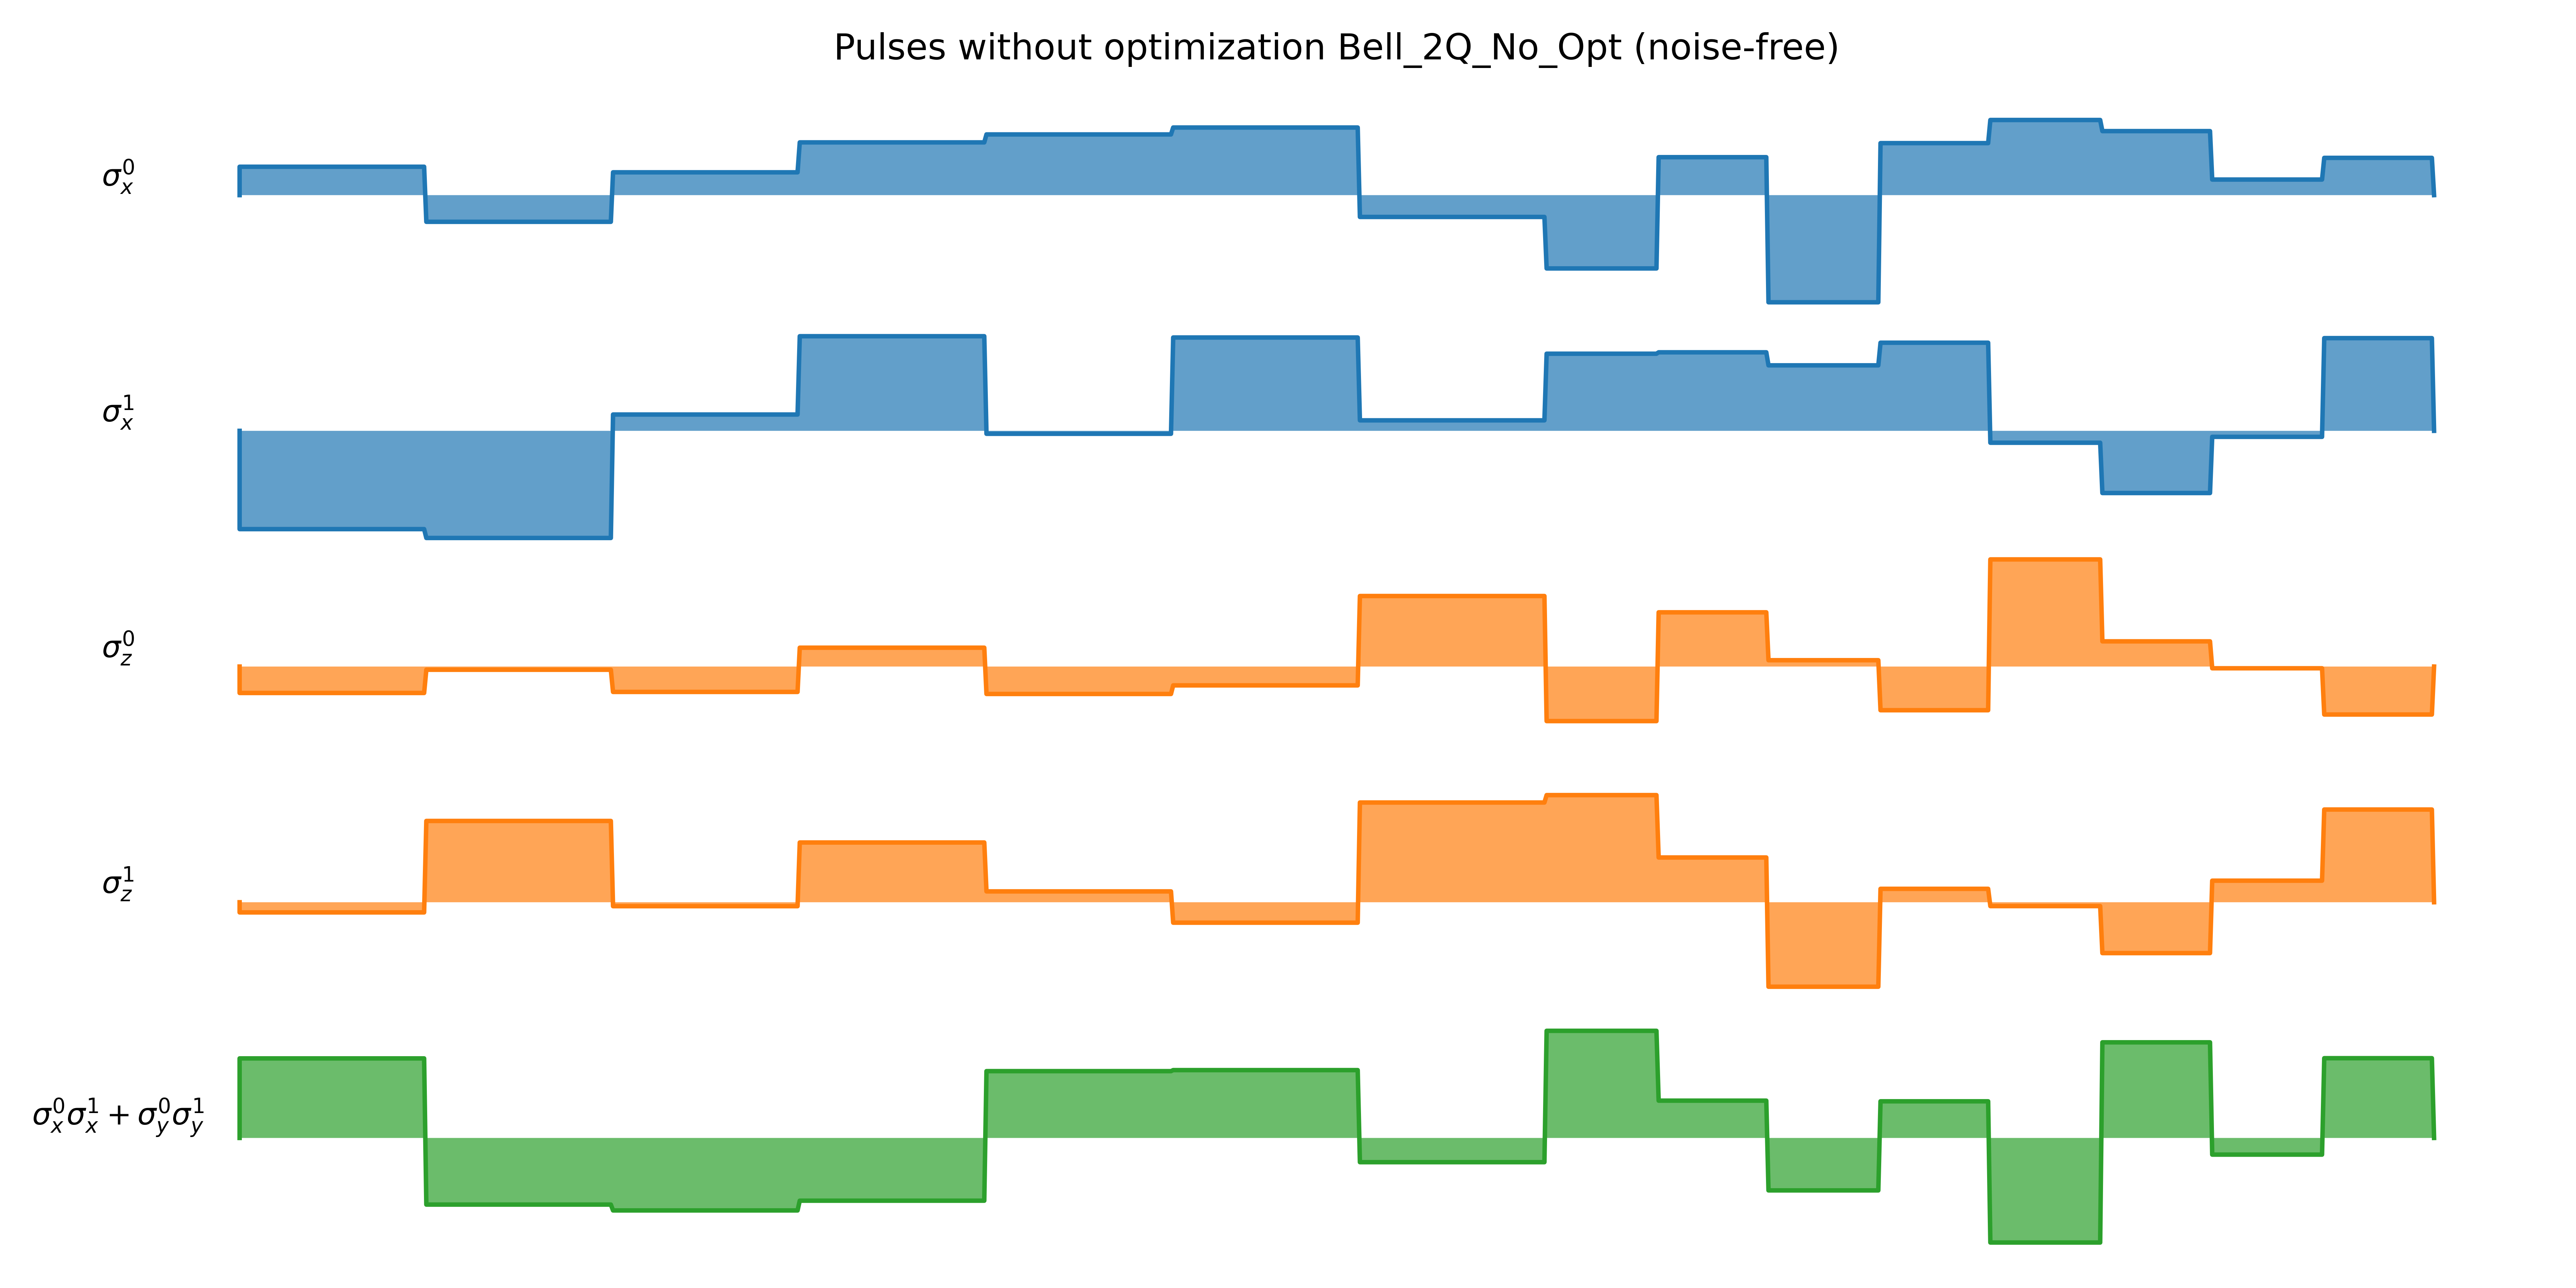 Pulses without optimization Bell_2Q_No_Opt (noise-free)
σ_x^0
σ_x^1
σ_z^0
σ_z^1
σ_x^0σ_x^1 + σ_y^0σ_y^1